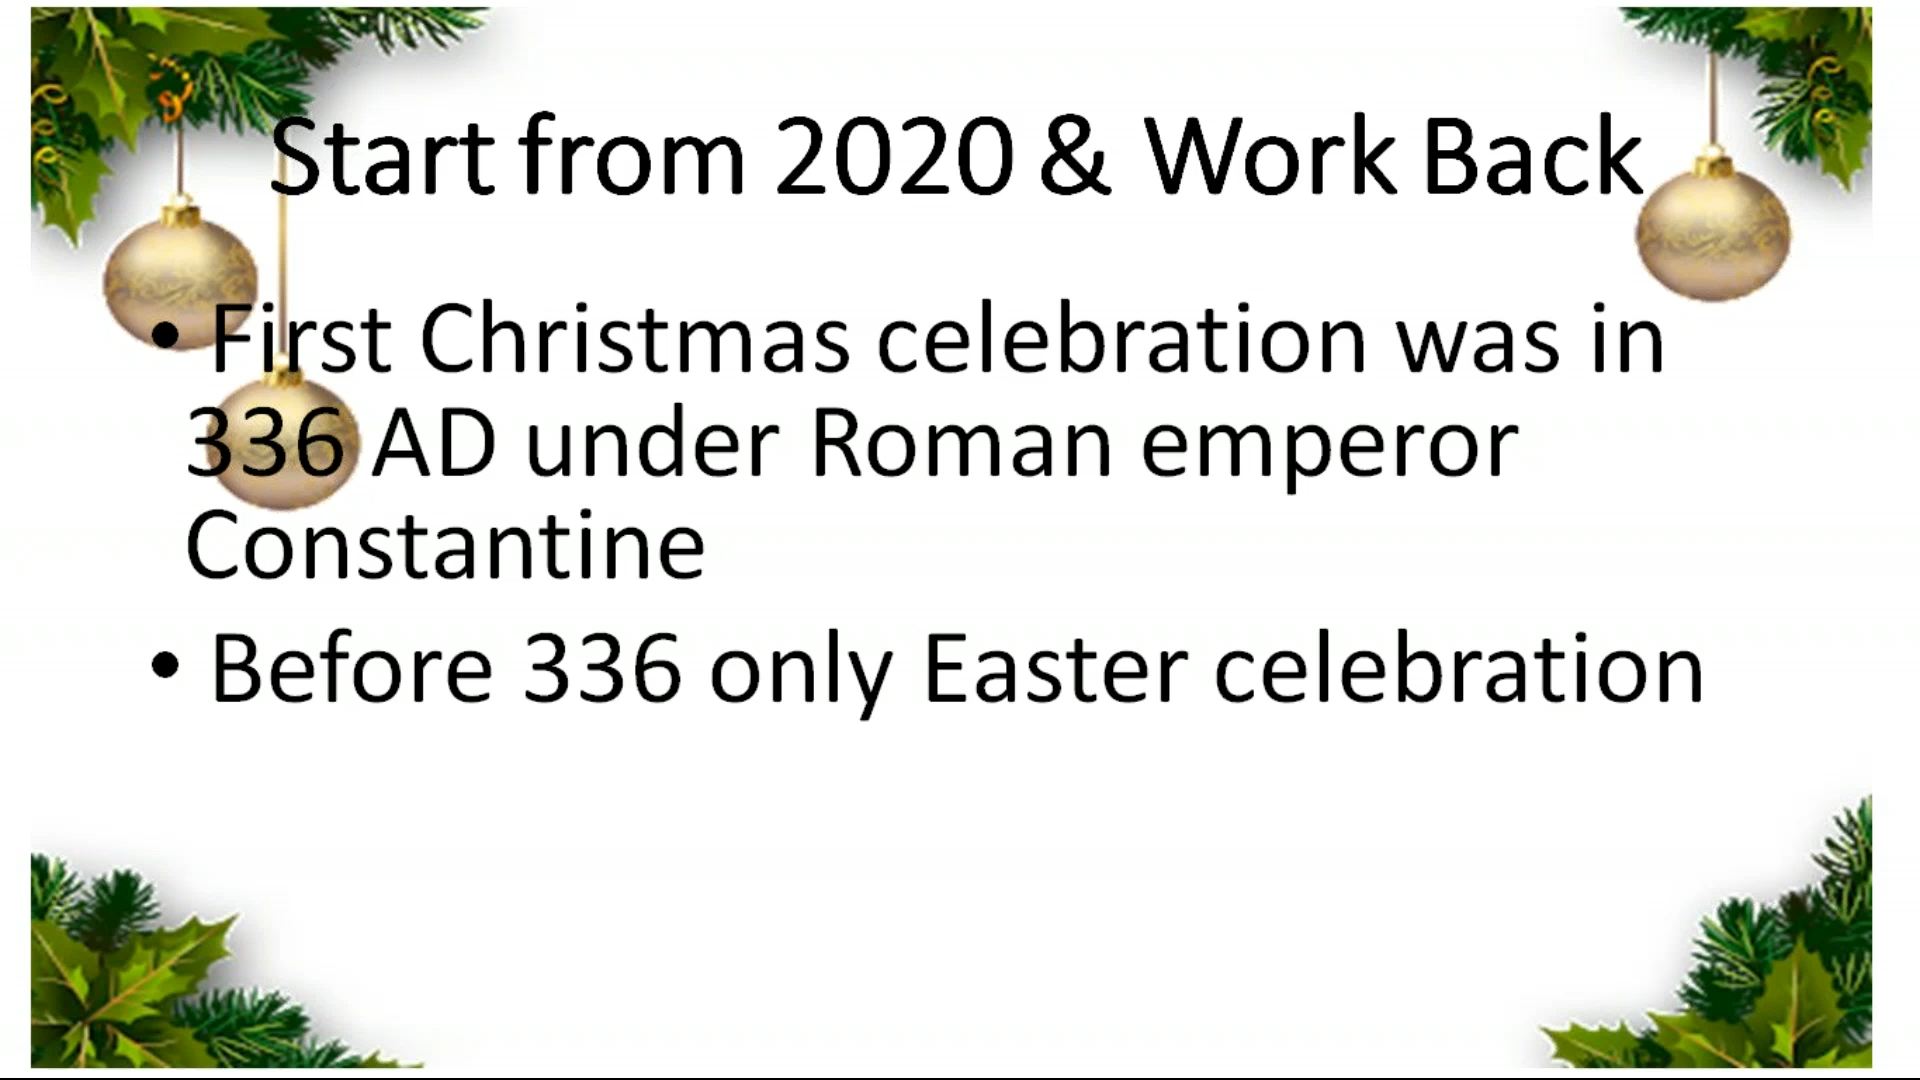 Start from 2020 & Work Back
• First Christmas celebration was in
336 AD under Roman emperor
Constantine
• Before 336 only Easter celebration